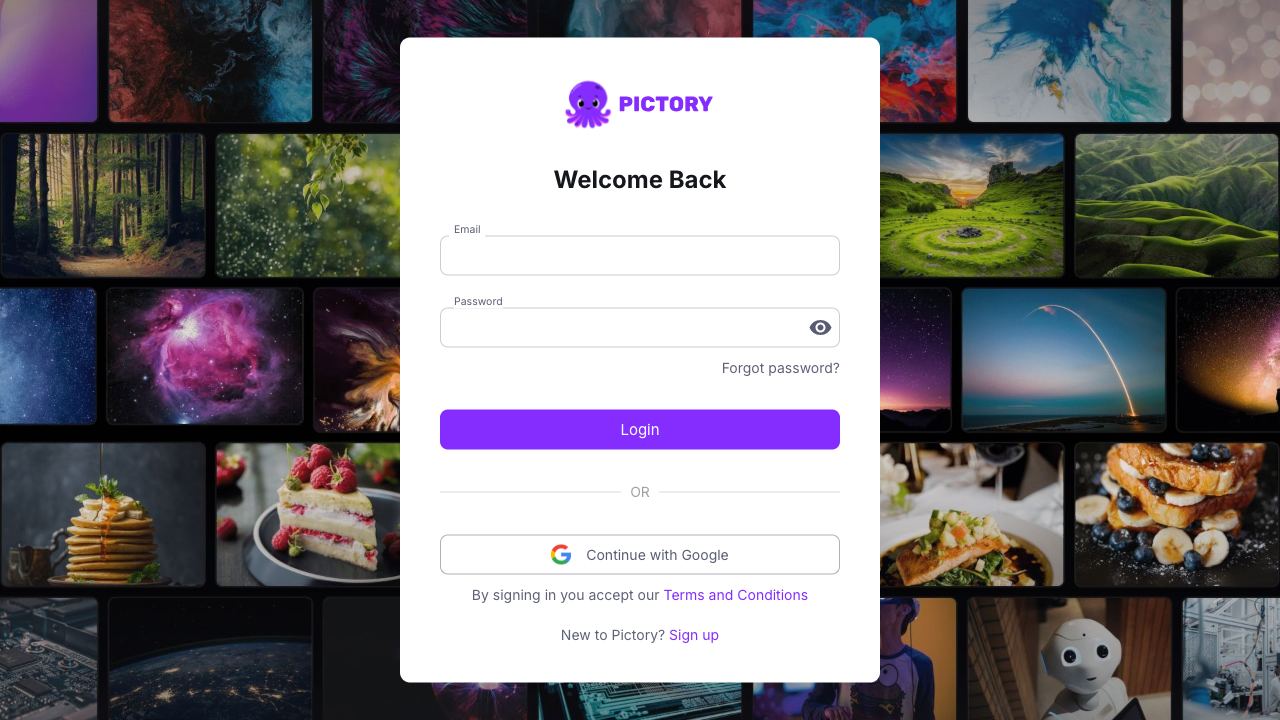 PICTORY
Welcome Back
Email
Password
Forgot password?
Login
OR
Continue with Google
By signing in you accept our Terms and Conditions
New to Pictory? Sign up